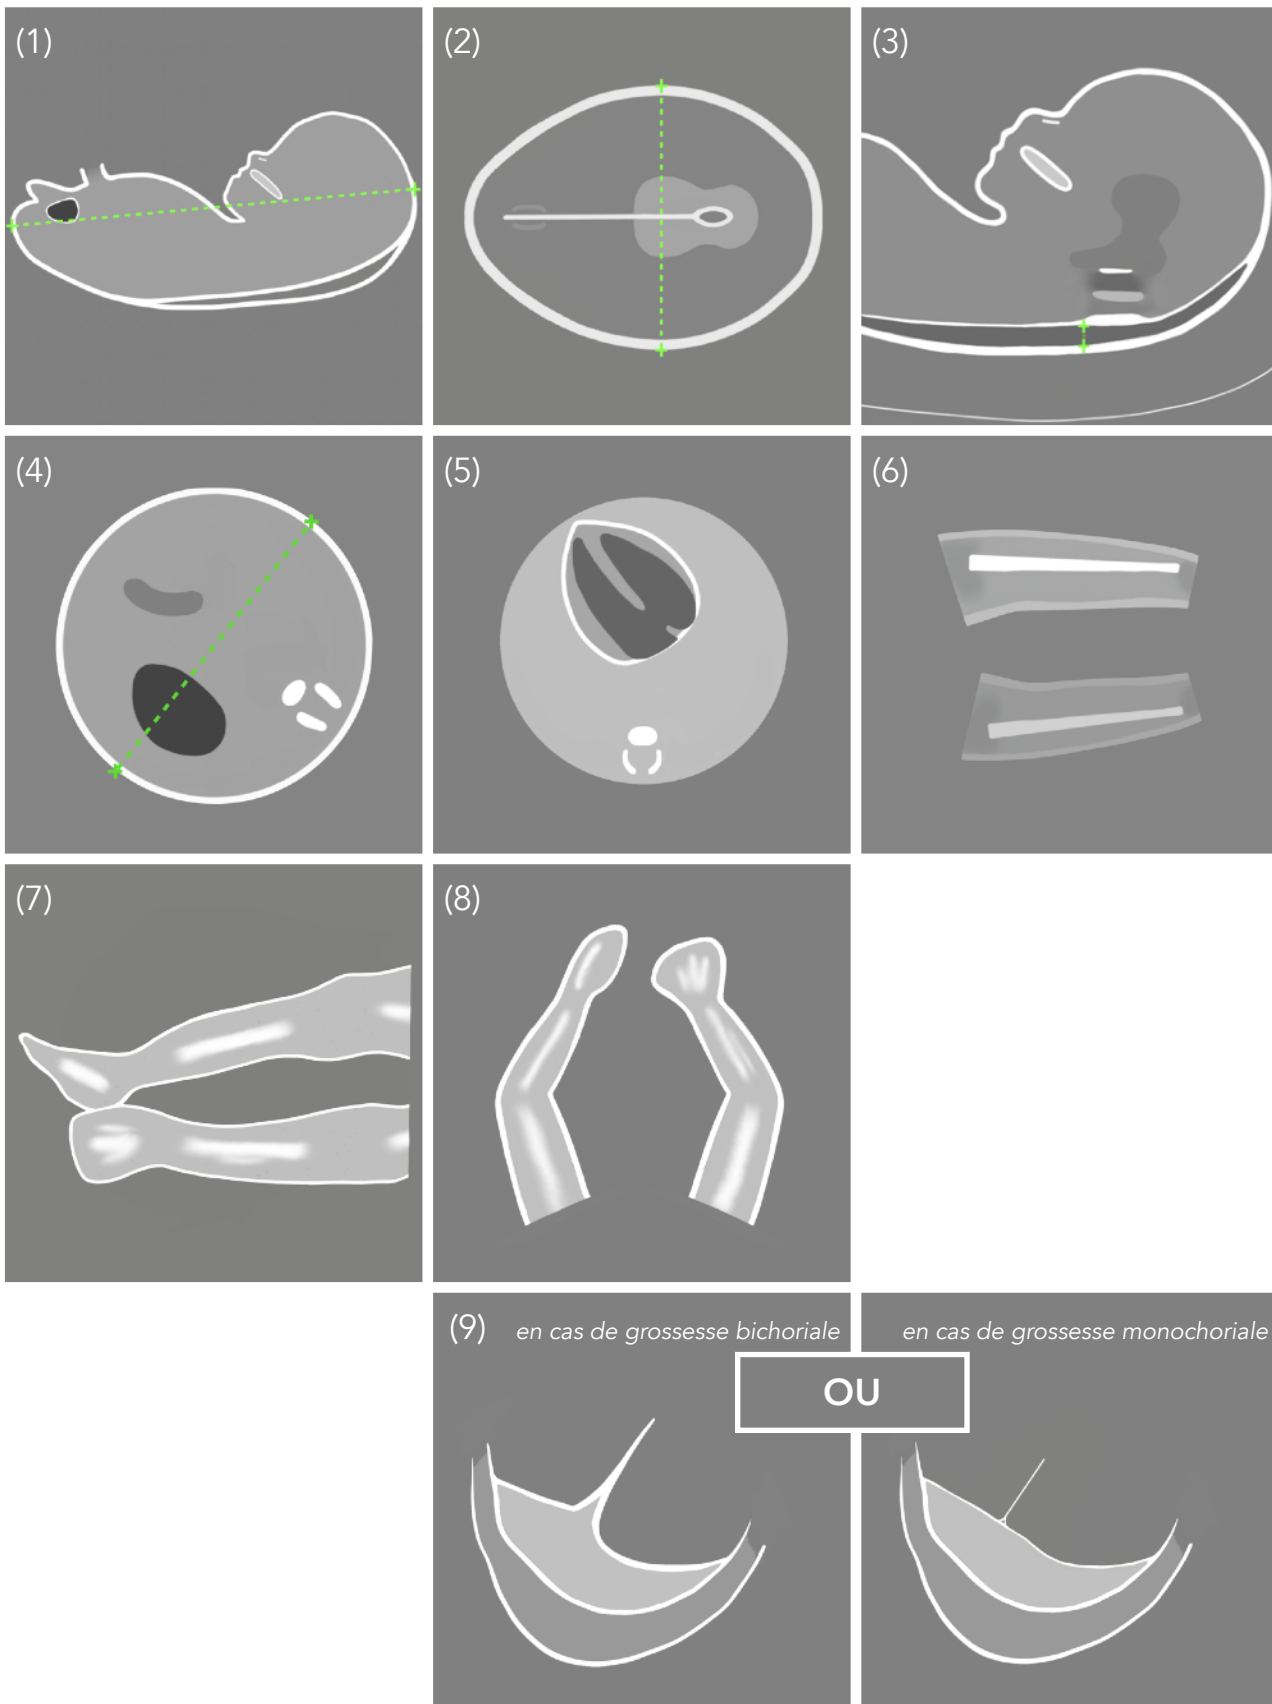 (1)
(2)
(3)
(4)
(5)
(6)
(7)
(8)
(9) en cas de grossesse bichoriale
en cas de grossesse monochoriale
OU